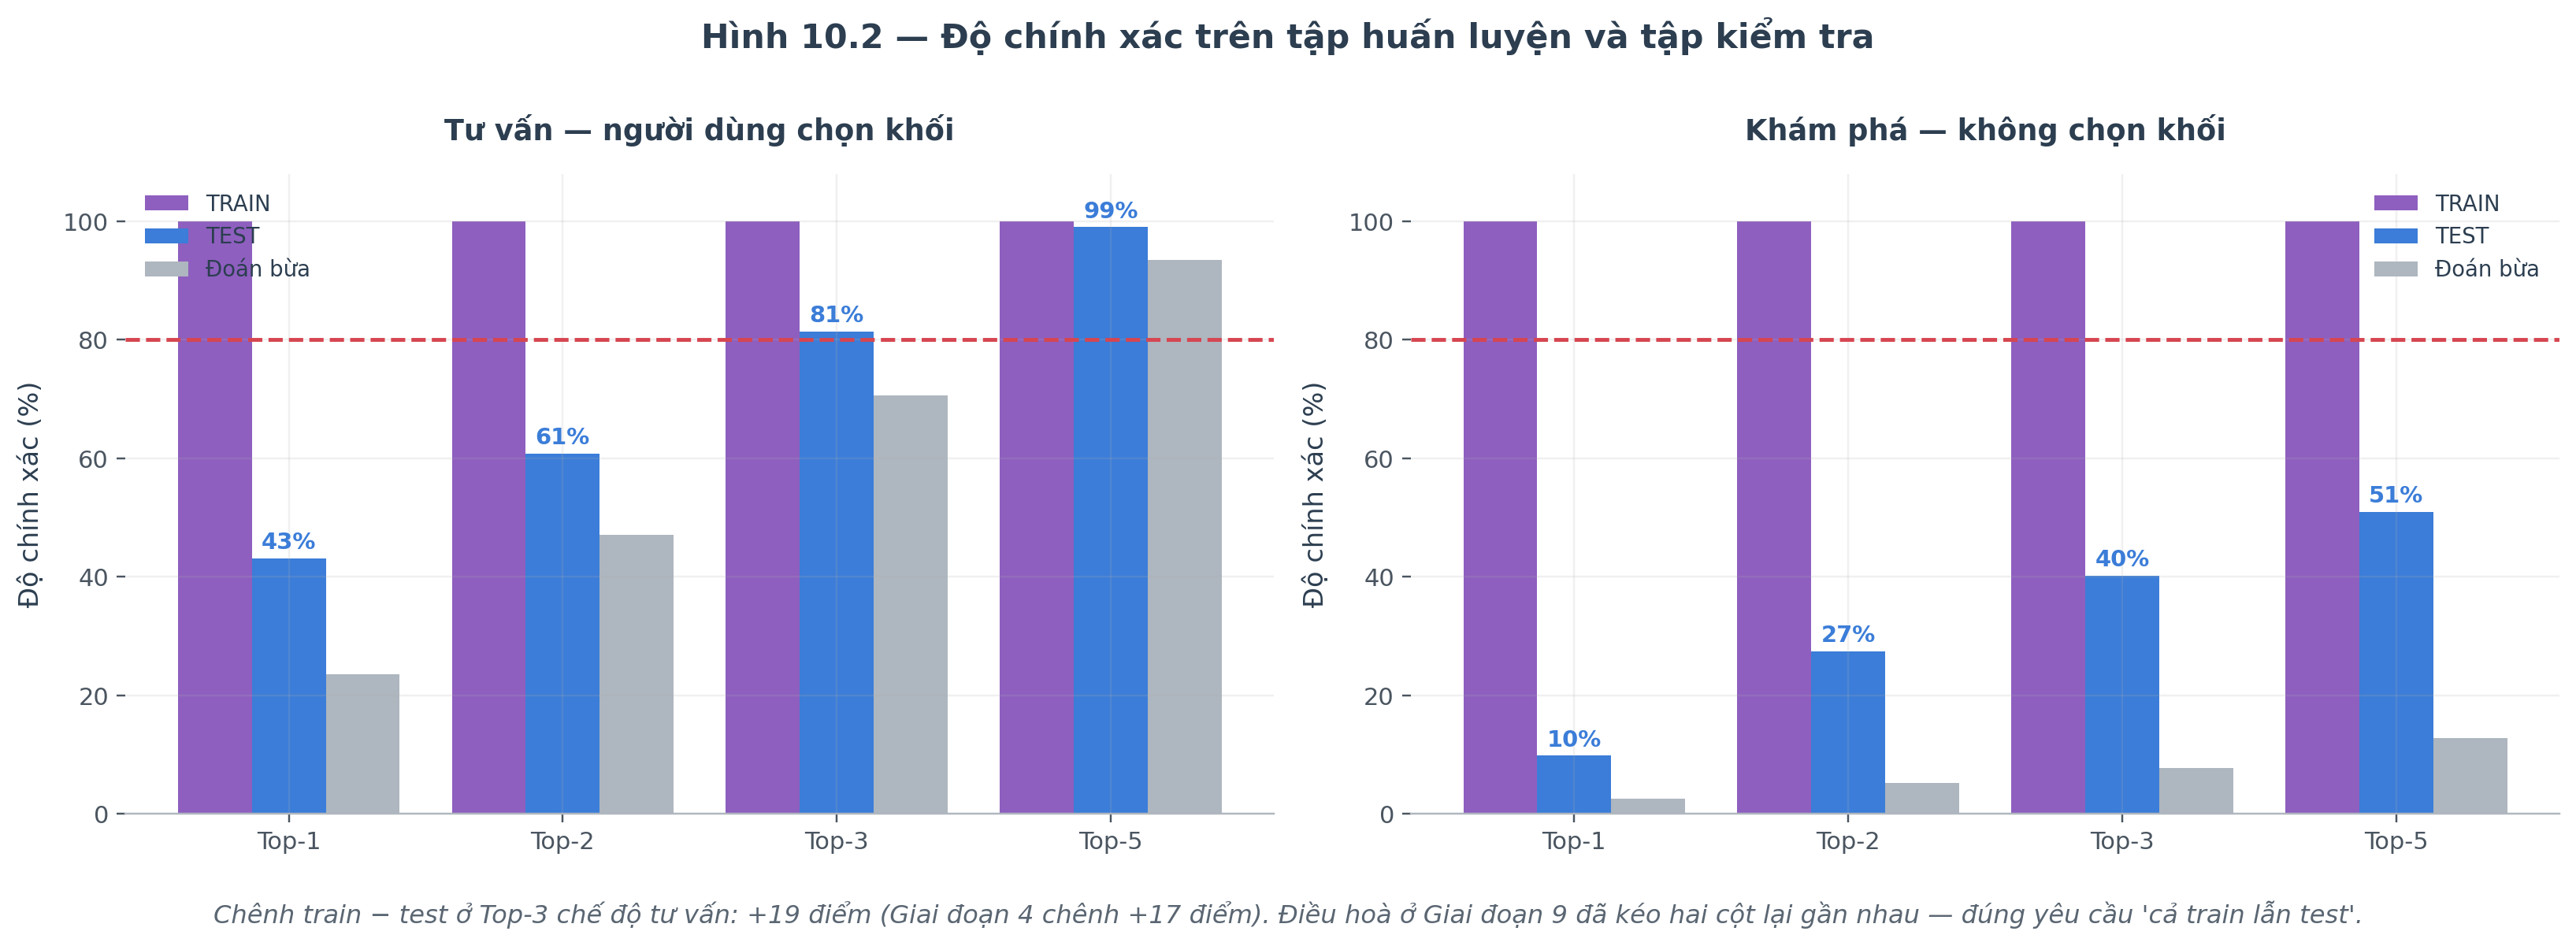 Hình 10.2 — Độ chính xác trên tập huấn luyện và tập kiểm tra
Tư vấn — người dùng chọn khối
Độ chính xác (%)
100
80
60
40
20
0
TRAIN
TEST
Đoán bừa
43%
61%
81%
99%
Top-1
Top-2
Top-3
Top-5
Khám phá — không chọn khối
Độ chính xác (%)
100
80
60
40
20
0
TRAIN
TEST
Đoán bừa
10%
27%
40%
51%
Top-1
Top-2
Top-3
Top-5
Chênh train − test ở Top-3 chế độ tư vấn: +19 điểm (Giai đoạn 4 chênh +17 điểm). Điều hoà ở Giai đoạn 9 đã kéo hai cột lại gần nhau — đúng yêu cầu 'cả train lẫn test'.